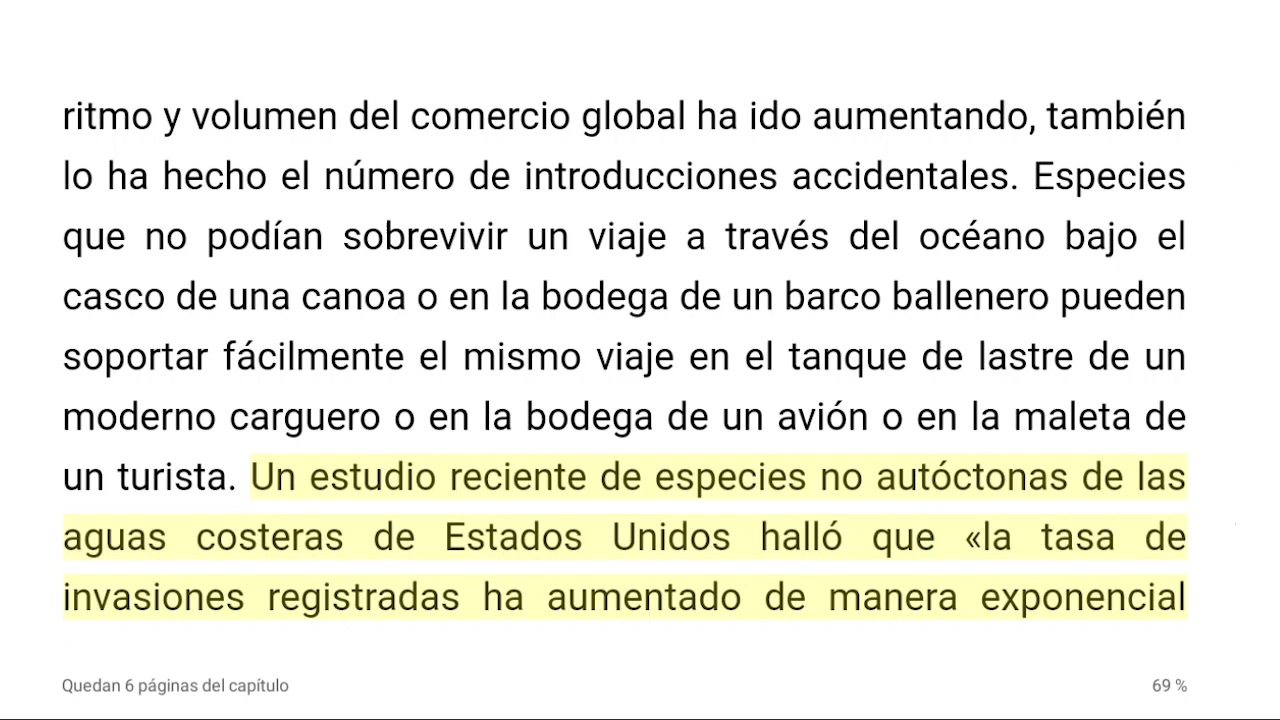 ritmo y volumen del comercio global ha ido aumentando, también
lo ha hecho el número de introducciones accidentales. Especies
que no podían sobrevivir un viaje a través del océano bajo el
casco de una canoa o en la bodega de un barco ballenero pueden
soportar fácilmente el mismo viaje en el tanque de lastre de un
moderno carguero o en la bodega de un avión o en la maleta de
un turista. Un estudio reciente de especies no autóctonas de las
aguas costeras de Estados Unidos halló que «la tasa de
invasiones registradas ha aumentado de manera exponencial
Quedan 6 páginas del capítulo
69 %